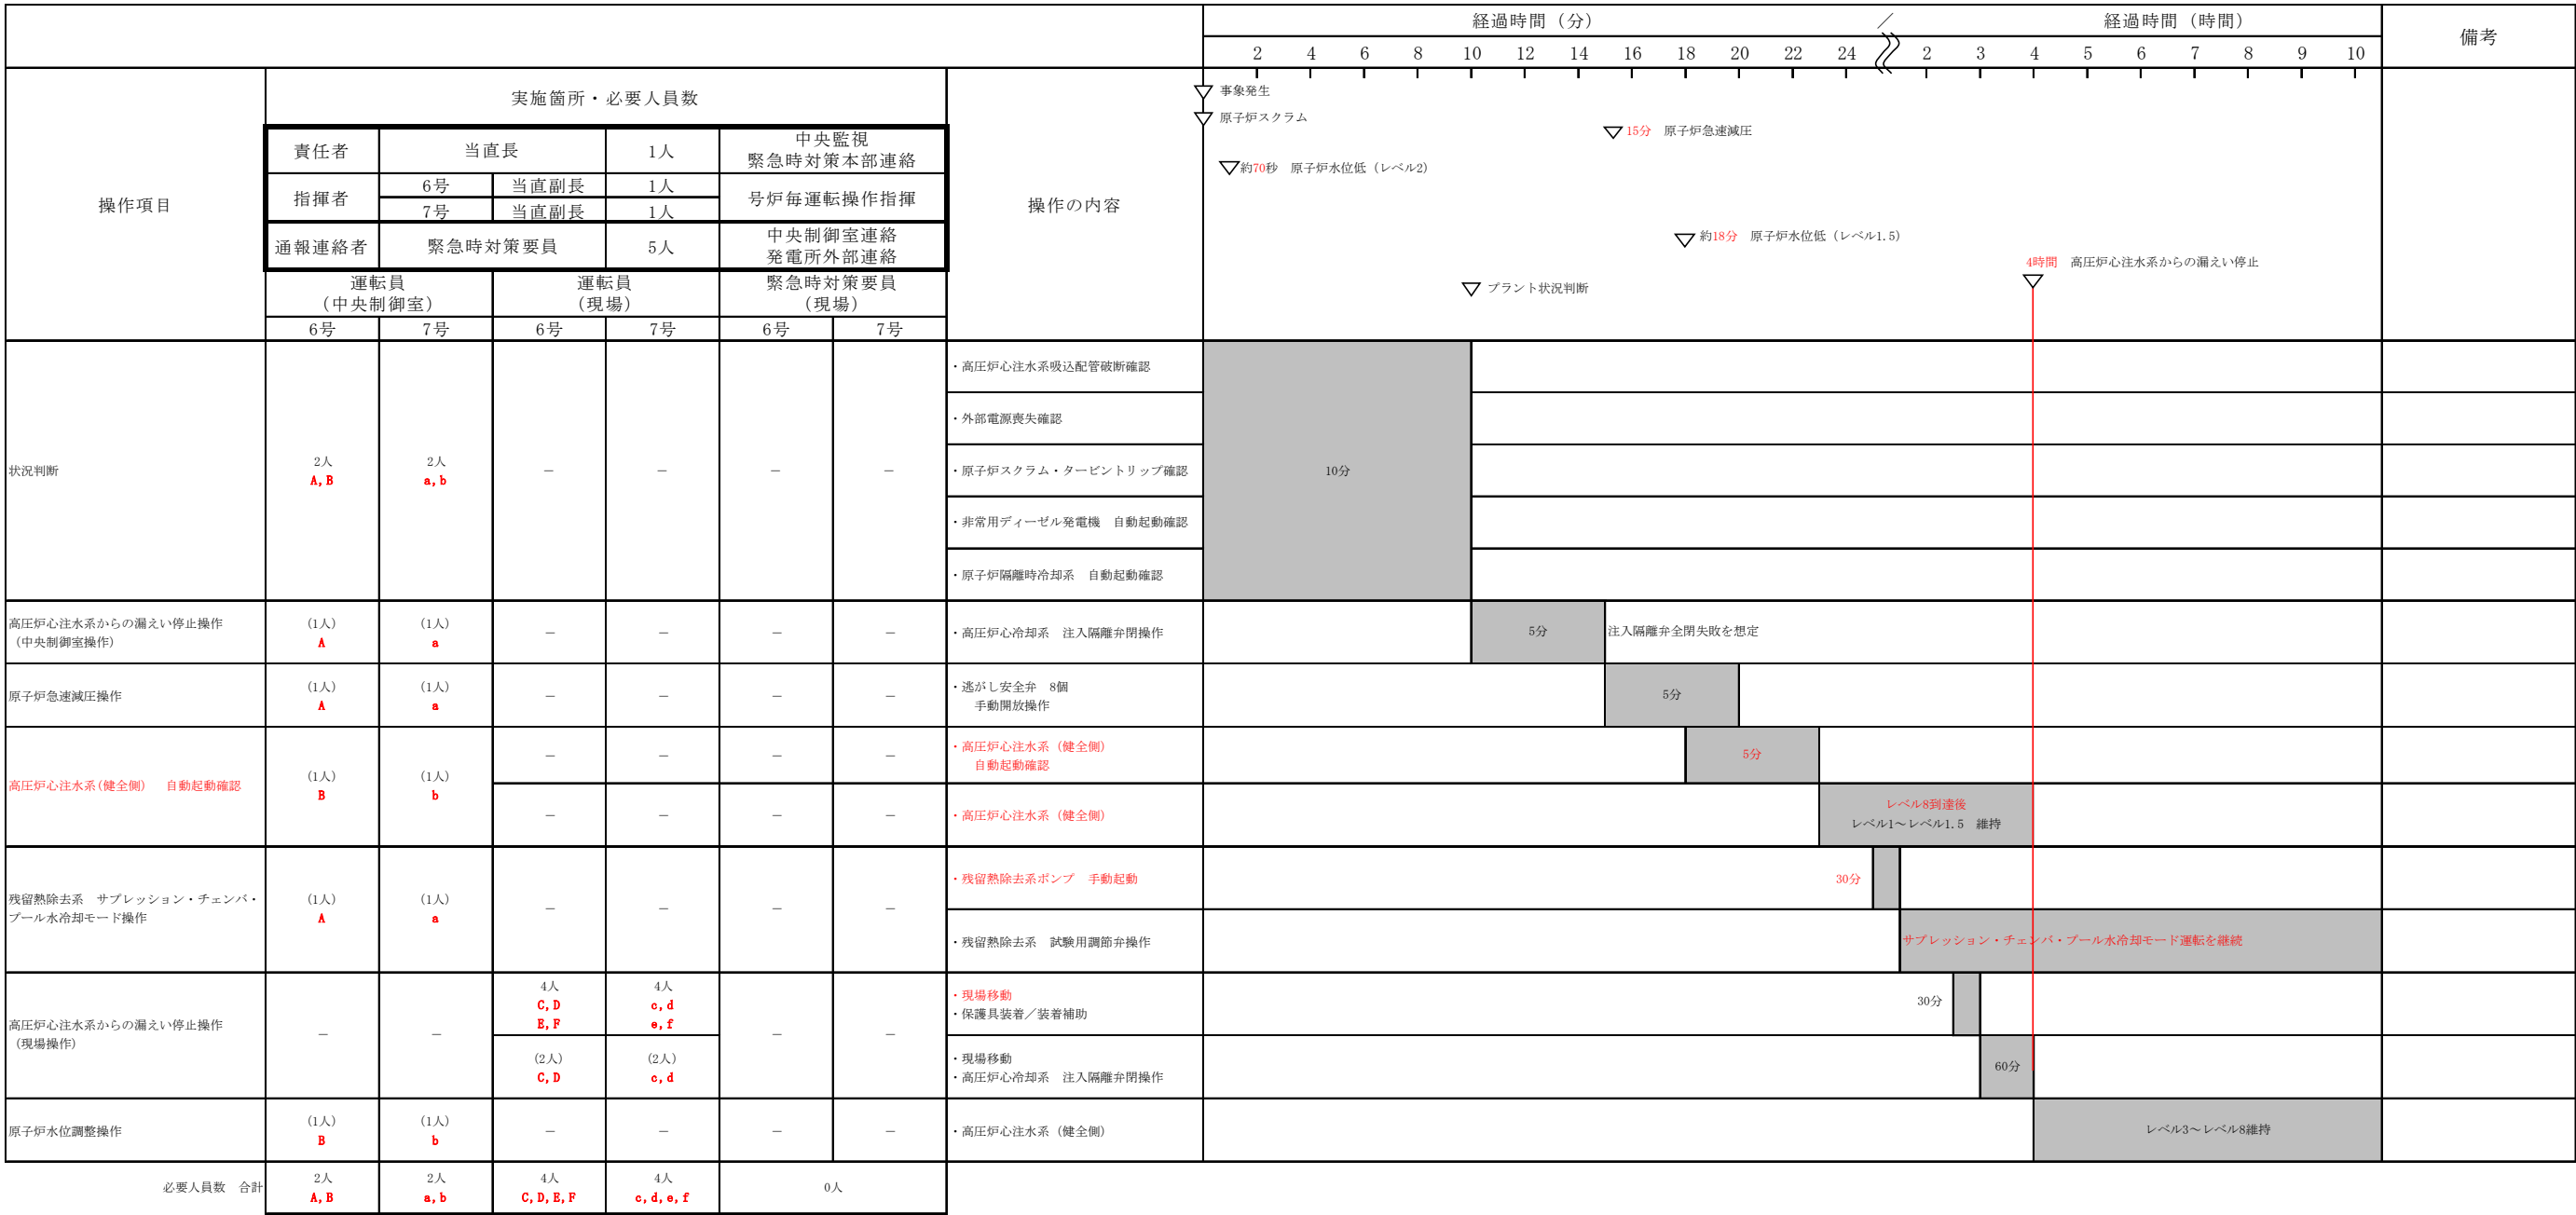 経過時間（分） ／ 経過時間（時間） 備考
2 4 6 8 10 12 14 16 18 20 22 24 2 3 4 5 6 7 8 9 10
操作項目
実施箇所・必要人員数
操作の内容
責任者 当直長 1人 中央監視
緊急時対策本部連絡
指揮者 6号 当直副長 1人 号炉毎運転操作指揮
7号 当直副長 1人
通報連絡者 緊急時対策要員 5人 中央制御室連絡
発電所外部連絡
運転員
（中央制御室）
運転員
（現場）
緊急時対策要員
（現場）
6号 7号 6号 7号 6号 7号
事象発生
原子炉スクラム
15分　原子炉急速減圧
約70秒　原子炉水位低（レベル2）
約18分　原子炉水位低（レベル1.5）
4時間　高圧炉心注水系からの漏えい停止
プラント状況判断
状況判断
2人
A,B
2人
a,b
－ － － －
・高圧炉心注水系吸込配管破断確認
・外部電源喪失確認
・原子炉スクラム・タービントリップ確認
・非常用ディーゼル発電機　自動起動確認
・原子炉隔離時冷却系　自動起動確認
10分
高圧炉心注水系からの漏えい停止操作
（中央制御室操作）
（1人）
A
（1人）
a
－ － － －
・高圧炉心冷却系　注入隔離弁閉操作
5分
注入隔離弁全閉失敗を想定
原子炉急速減圧操作
（1人）
A
（1人）
a
－ － － －
・逃がし安全弁　8個
手動開放操作
5分
高圧炉心注水系(健全側)　自動起動確認
（1人）
B
（1人）
b
－ － － －
・高圧炉心注水系（健全側）
自動起動確認
5分
－ － － －
・高圧炉心注水系（健全側）
レベル8到達後
レベル1～レベル1.5　維持
残留熱除去系　サプレッション・チェンバ・
プール水冷却モード操作
（1人）
A
（1人）
a
－ － － －
・残留熱除去系ポンプ　手動起動
30分
・残留熱除去系　試験用調節弁操作
サプレッション・チェンバ・プール水冷却モード運転を継続
高圧炉心注水系からの漏えい停止操作
（現場操作）
－ －
4人
C,D
E,F
4人
c,d
e,f
－ －
・現場移動
・保護具装着／装着補助
30分
（2人）
C,D
（2人）
c,d
・現場移動
・高圧炉心冷却系　注入隔離弁閉操作
60分
原子炉水位調整操作
（1人）
B
（1人）
b
－ － － －
・高圧炉心注水系（健全側）
レベル3～レベル8維持
必要人員数　合計
2人
A,B
2人
a,b
4人
C,D,E,F
4人
c,d,e,f
0人